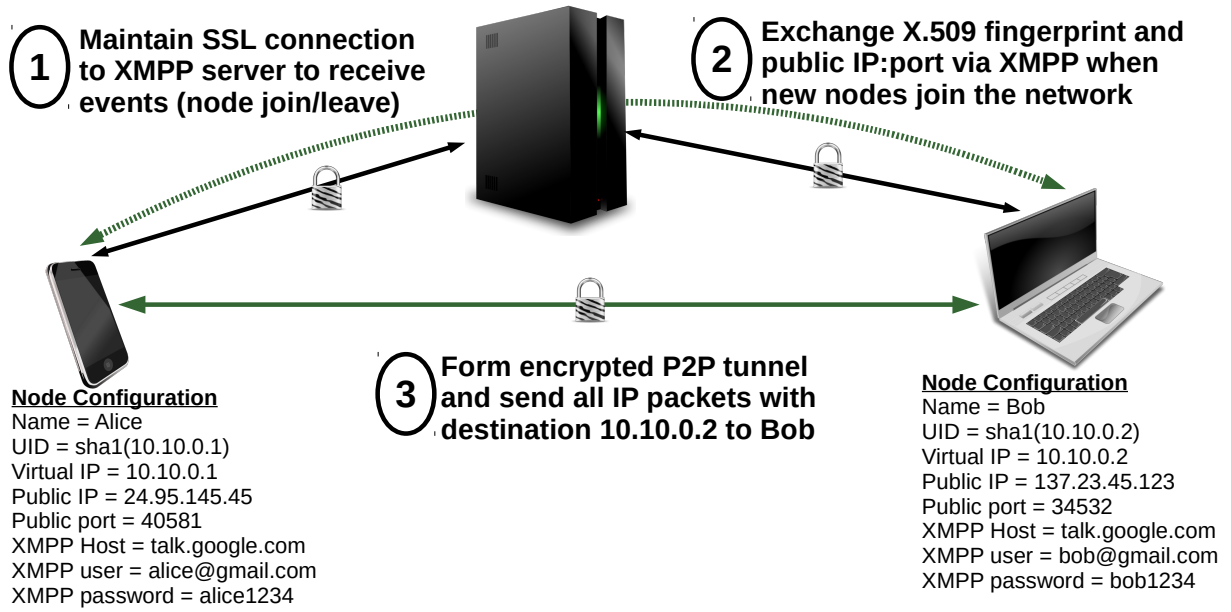 1
Maintain SSL connection
to XMPP server to receive
events (node join/leave)
2
Exchange X.509 fingerprint and
public IP:port via XMPP when
new nodes join the network
3
Form encrypted P2P tunnel
and send all IP packets with
destination 10.10.0.2 to Bob
Node Configuration
Name = Alice
UID = sha1(10.10.0.1)
Virtual IP = 10.10.0.1
Public IP = 24.95.145.45
Public port = 40581
XMPP Host = talk.google.com
XMPP user = alice@gmail.com
XMPP password = alice1234
Node Configuration
Name = Bob
UID = sha1(10.10.0.2)
Virtual IP = 10.10.0.2
Public IP = 137.23.45.123
Public port = 34532
XMPP Host = talk.google.com
XMPP user = bob@gmail.com
XMPP password = bob1234